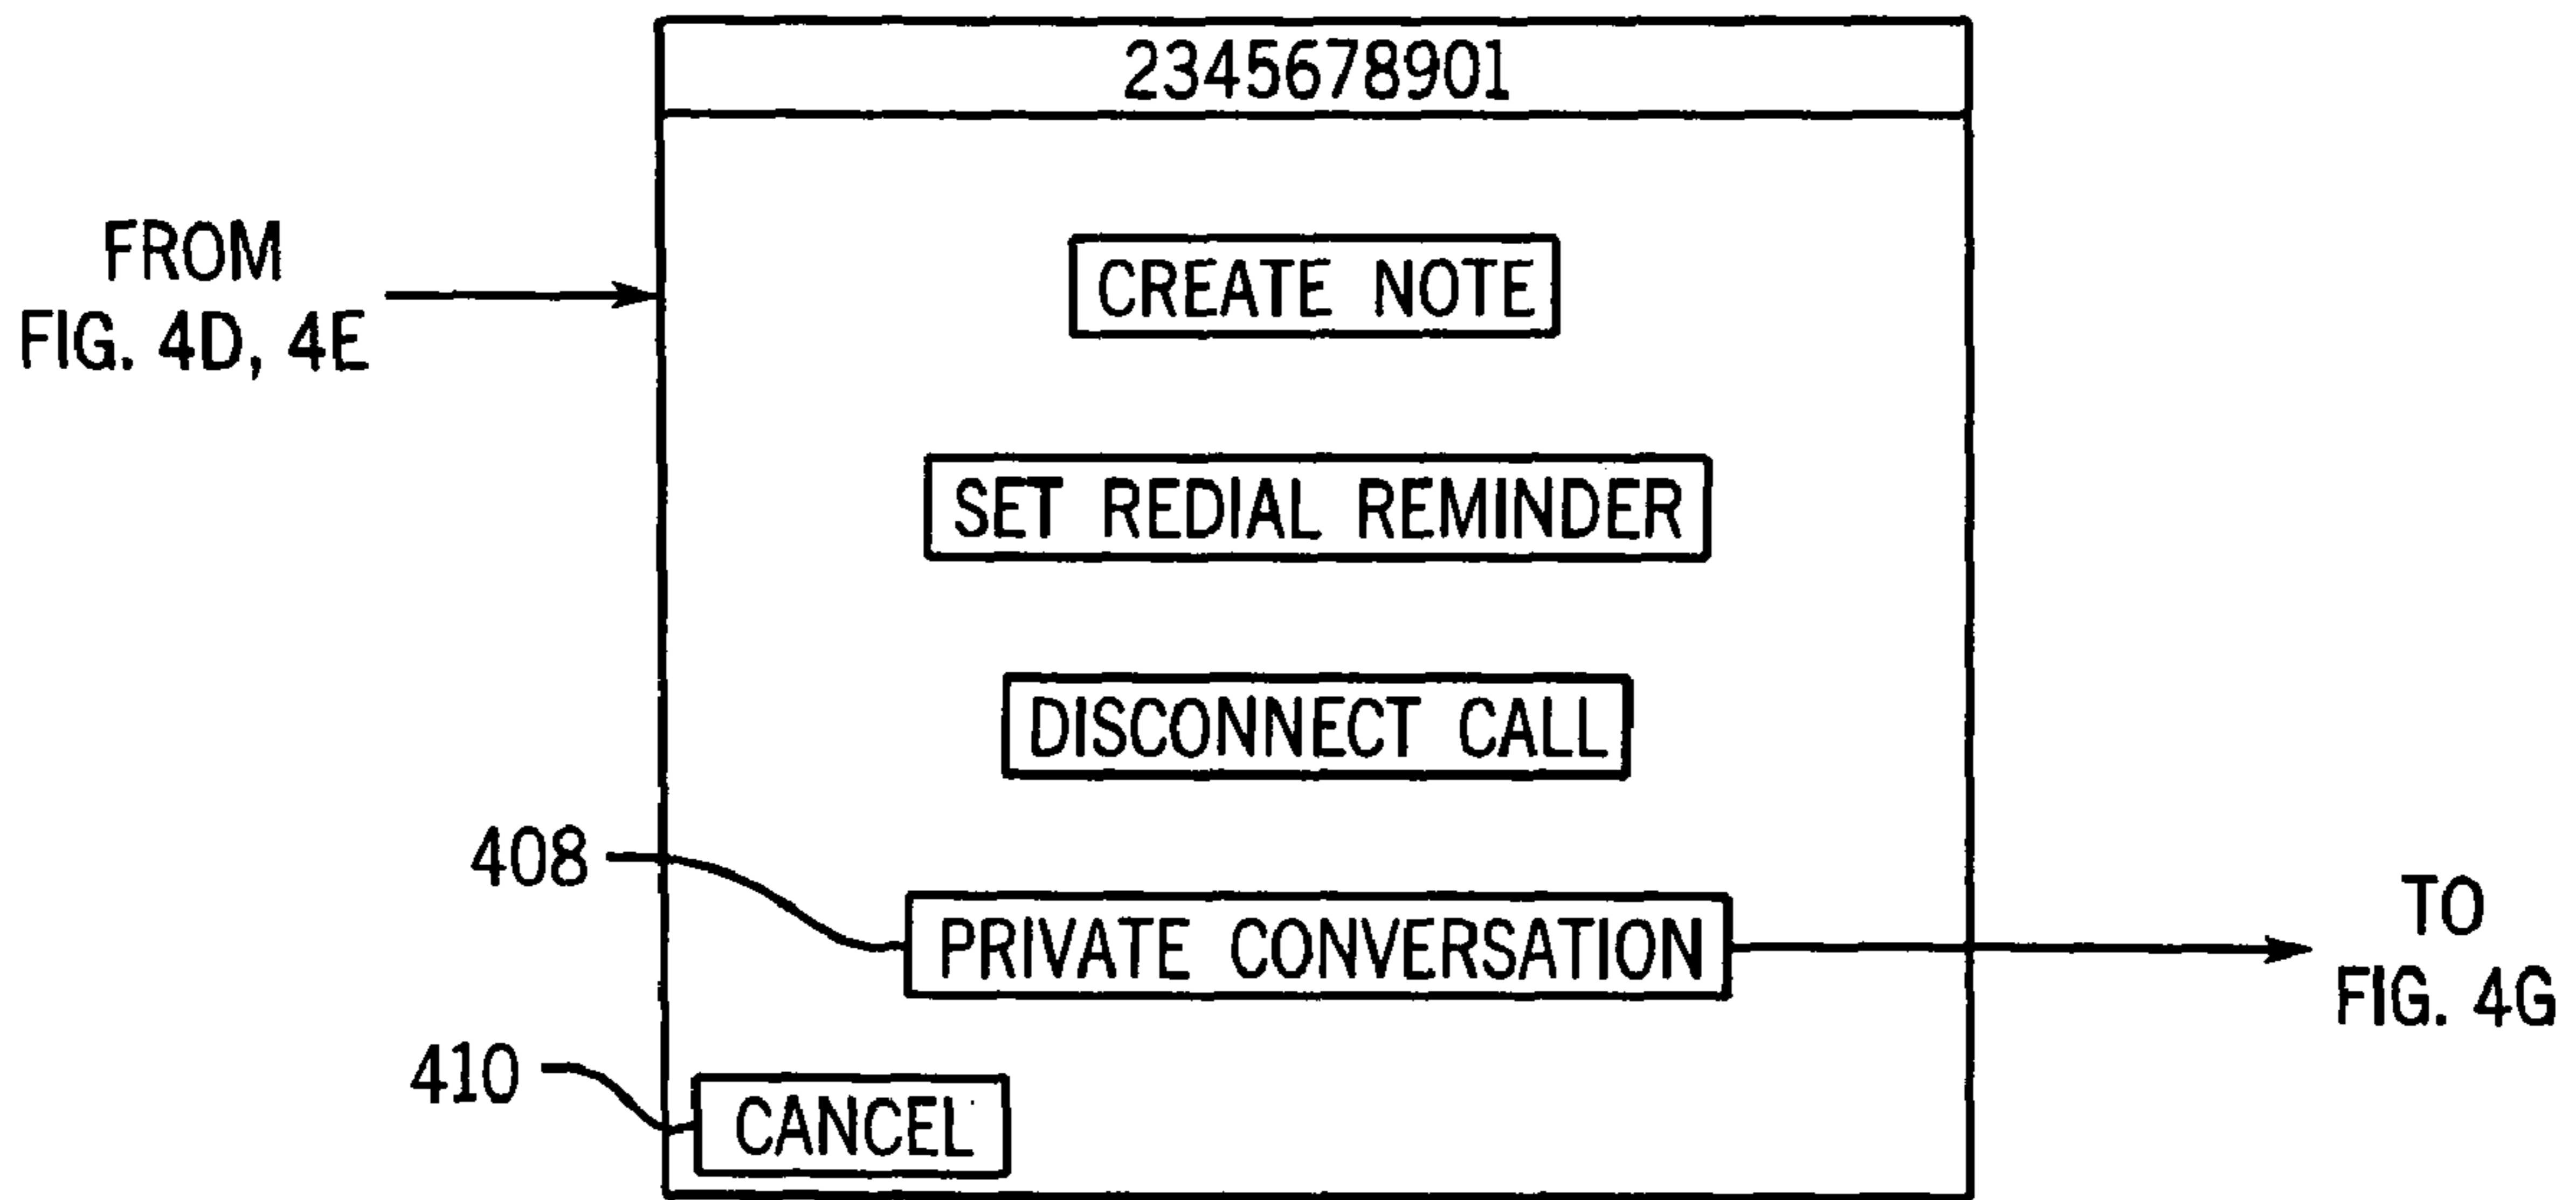 2345678901
FROM
FIG. 4D, 4E
CREATE NOTE
SET REDIAL REMINDER
DISCONNECT CALL
408
PRIVATE CONVERSATION
TO
FIG. 4G
410
CANCEL